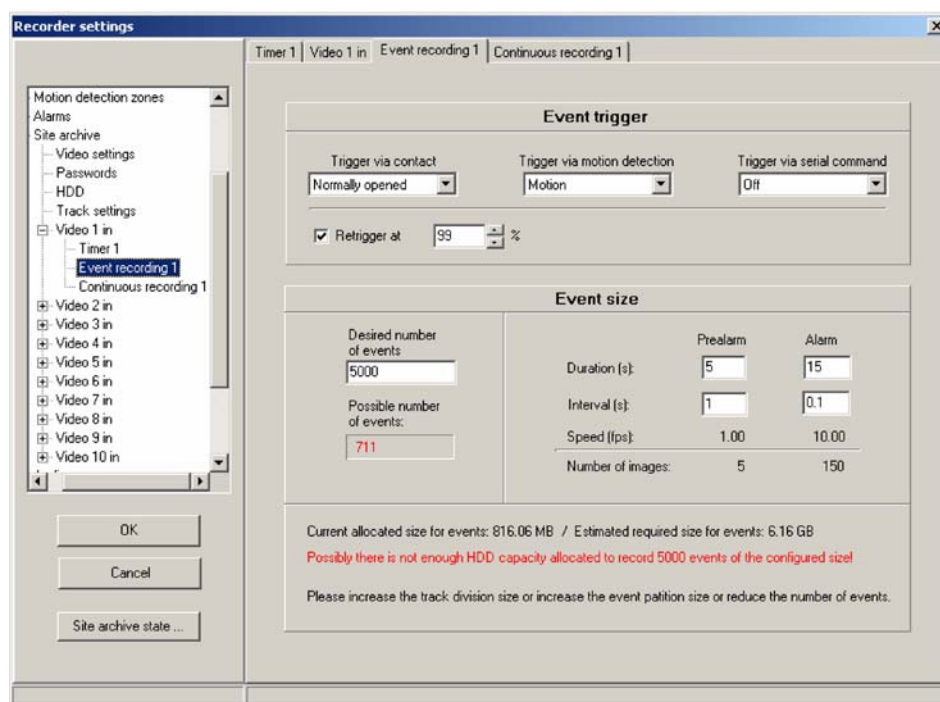 Recorder settings
Timer 1
Video 1 in
Event recording 1
Continuous recording 1
Motion detection zones
Alarms
Site archive
Video settings
Passwords
HDD
Track settings
Video 1 in
Timer 1
Event recording 1
Continuous recording 1
Video 2 in
Video 3 in
Video 4 in
Video 5 in
Video 6 in
Video 7 in
Video 8 in
Video 9 in
Video 10 in
OK
Cancel
Site archive state ...
Event trigger
Trigger via contact
Trigger via motion detection
Trigger via serial command
Normally opened
Motion
Off
Retrigger at 99 %
Event size
Desired number
of events
5000
Possible number
of events:
711
Prealarm Alarm
Duration (s): 5 15
Interval (s): 1 0.1
Speed (fps): 1.00 10.00
Number of images: 5 150
Current allocated size for events: 816.06 MB / Estimated required size for events: 6.16 GB
Possibly there is not enough HDD capacity allocated to record 5000 events of the configured size!
Please increase the track division size or increase the event patition size or reduce the number of events.